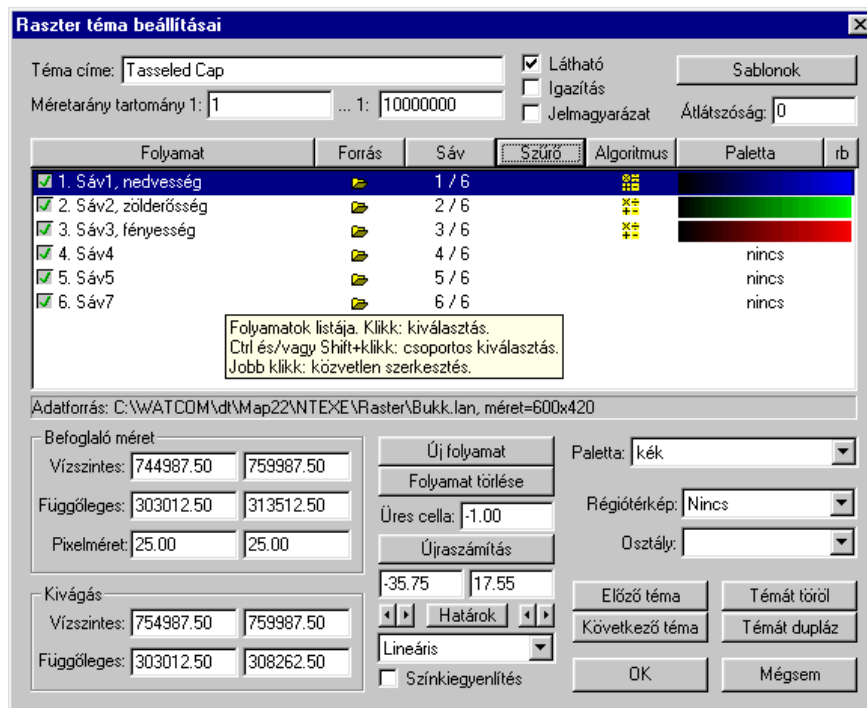 Raszter téma beállításai
Téma címe: Tasseled Cap
Látható
Sablonok
Igazítás
Méretarány tartomány 1: 1 ... 1: 10000000
Jelmagyarázat
Átlátszóság: 0
Folyamat Forrás Sáv Szűrő Algoritmus Paletta rb
1. Sáv1, nedvesség 1 / 6
2. Sáv2, zölderősség 2 / 6
3. Sáv3, fényesség 3 / 6
4. Sáv4 4 / 6 nincs
5. Sáv5 5 / 6 nincs
6. Sáv7 6 / 6 nincs
Folyamatok listája. Klikk: kiválasztás.
Ctrl és/vagy Shift+klikk: csoportos kiválasztás.
Jobb klikk: közvetlen szerkesztés.
Adatforrás: C:\WATCOM\dt\Map22\NTEXE\Raster\Bukk.lan, méret=600x420
Befoglaló méret
Vízszintes: 744987.50 759987.50
Függőleges: 303012.50 313512.50
Pixelméret: 25.00 25.00
Kivágás
Vízszintes: 754987.50 759987.50
Függőleges: 303012.50 308262.50
Új folyamat
Folyamat törlése
Üres cella: -1.00
Újraszámítás
-35.75 17.55
Határok
Lineáris
Színkiegyenlítés
Paletta: kék
Régiótérkép: Nincs
Osztály:
Előző téma Témát töröl
Következő téma Témát dupláz
OK Mégsem